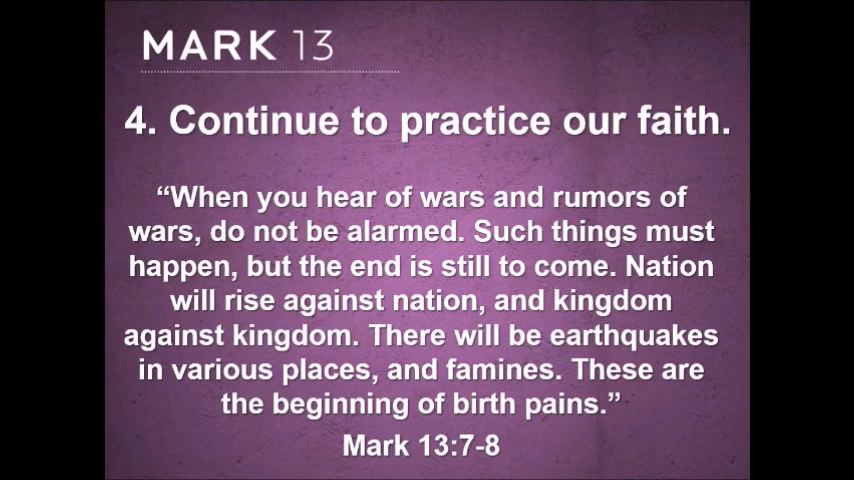 MARK 13
4. Continue to practice our faith.
“When you hear of wars and rumors of
wars, do not be alarmed. Such things must
happen, but the end is still to come. Nation
will rise against nation, and kingdom
against kingdom. There will be earthquakes
in various places, and famines. These are
the beginning of birth pains.”
Mark 13:7-8